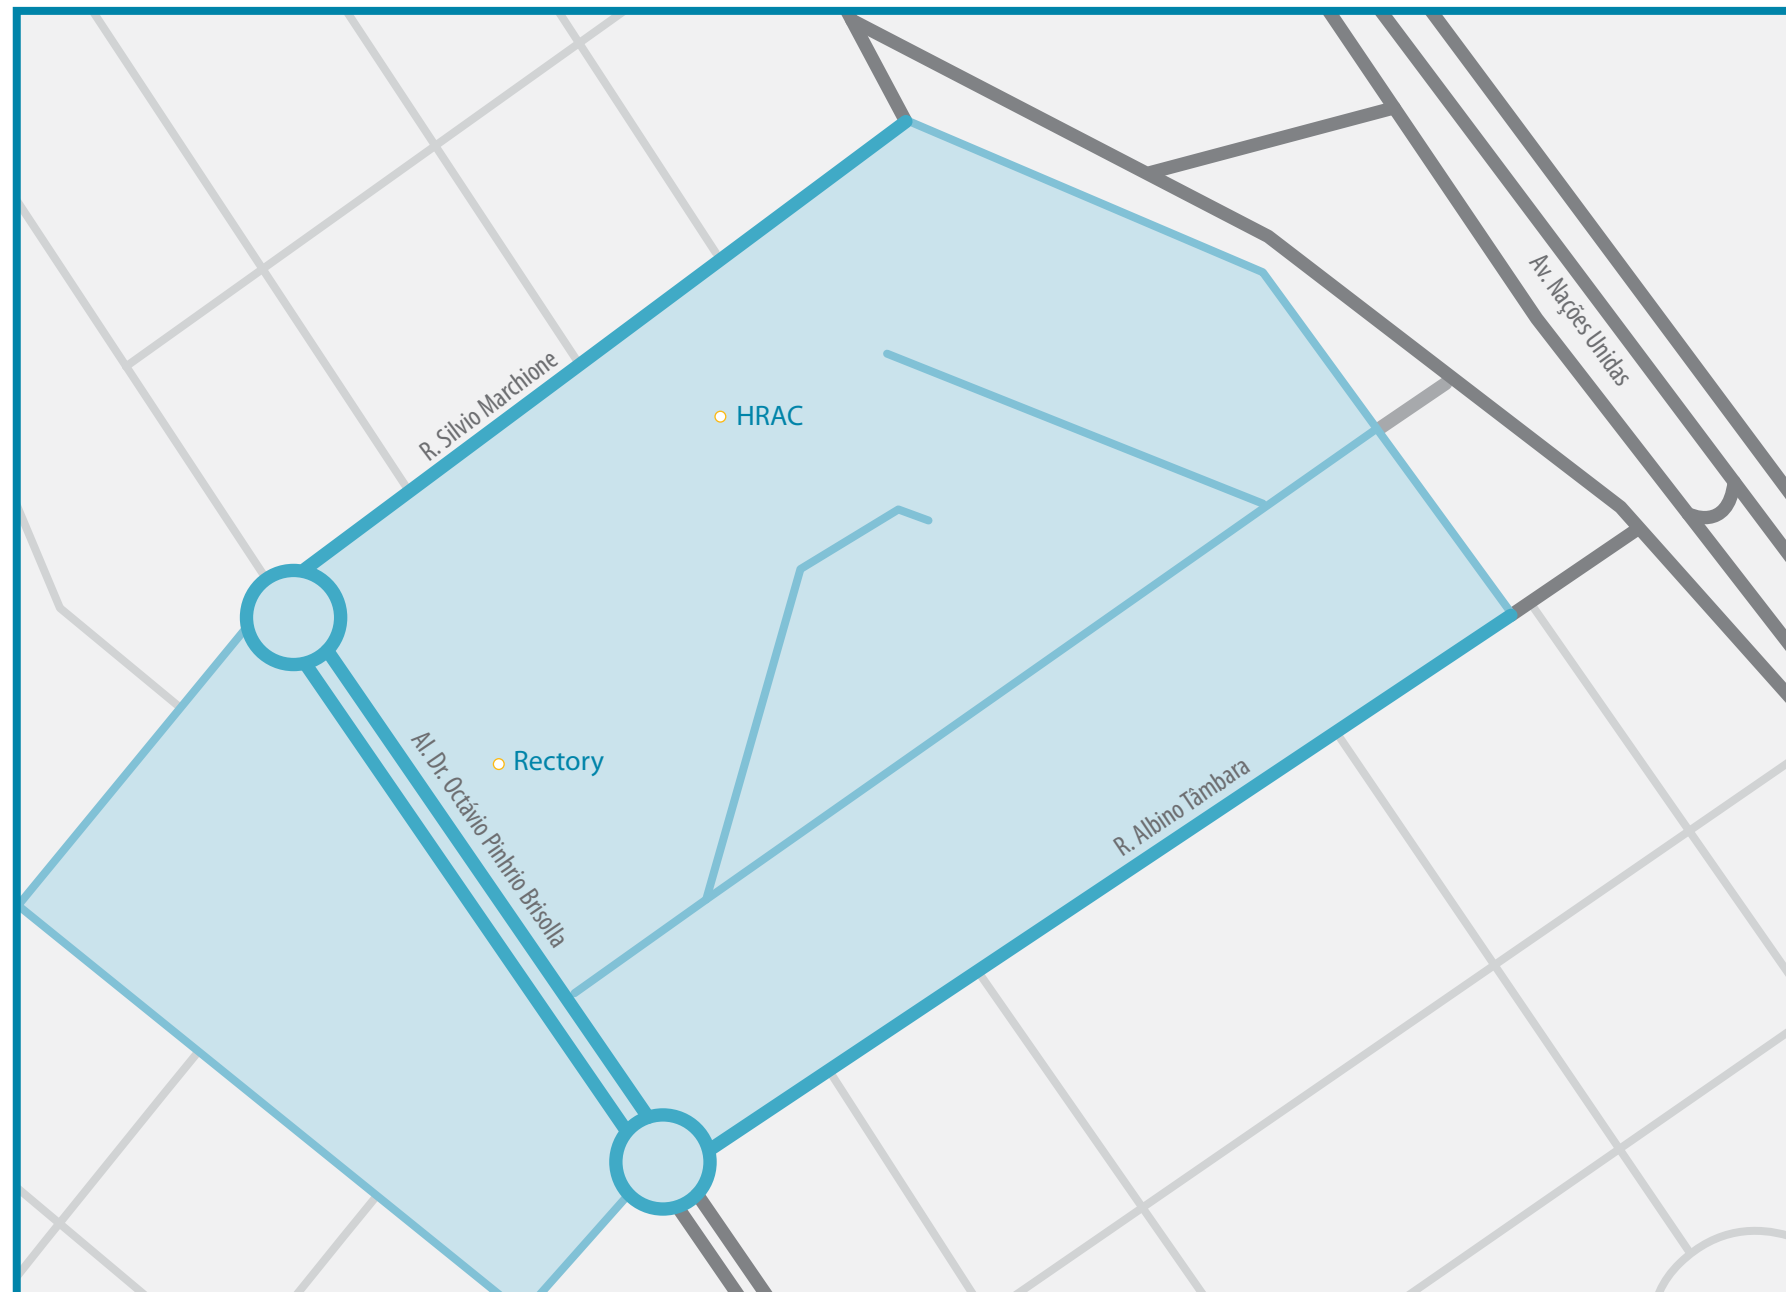 Av. Nações Unidas
R. Silvio Marchione
HRAC
Rectory
Al. Dr. Octávio Pinhrio Brisolla
R. Albino Tâmbara